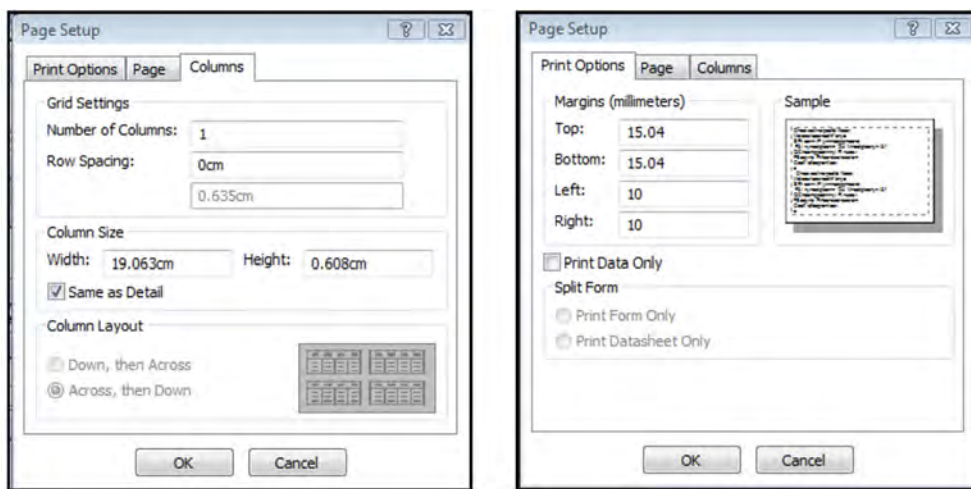 Page Setup
Print Options Page Columns
Grid Settings
Number of Columns: 1
Row Spacing: 0cm
0.635cm
Column Size
Width: 19.063cm Height: 0.608cm
Same as Detail
Column Layout
Down, then Across
Across, then Down
OK Cancel
Page Setup
Print Options Page Columns
Margins (millimeters)
Top: 15.04
Bottom: 15.04
Left: 10
Right: 10
Sample
Print Data Only
Split Form
Print Form Only
Print Datasheet Only
OK Cancel